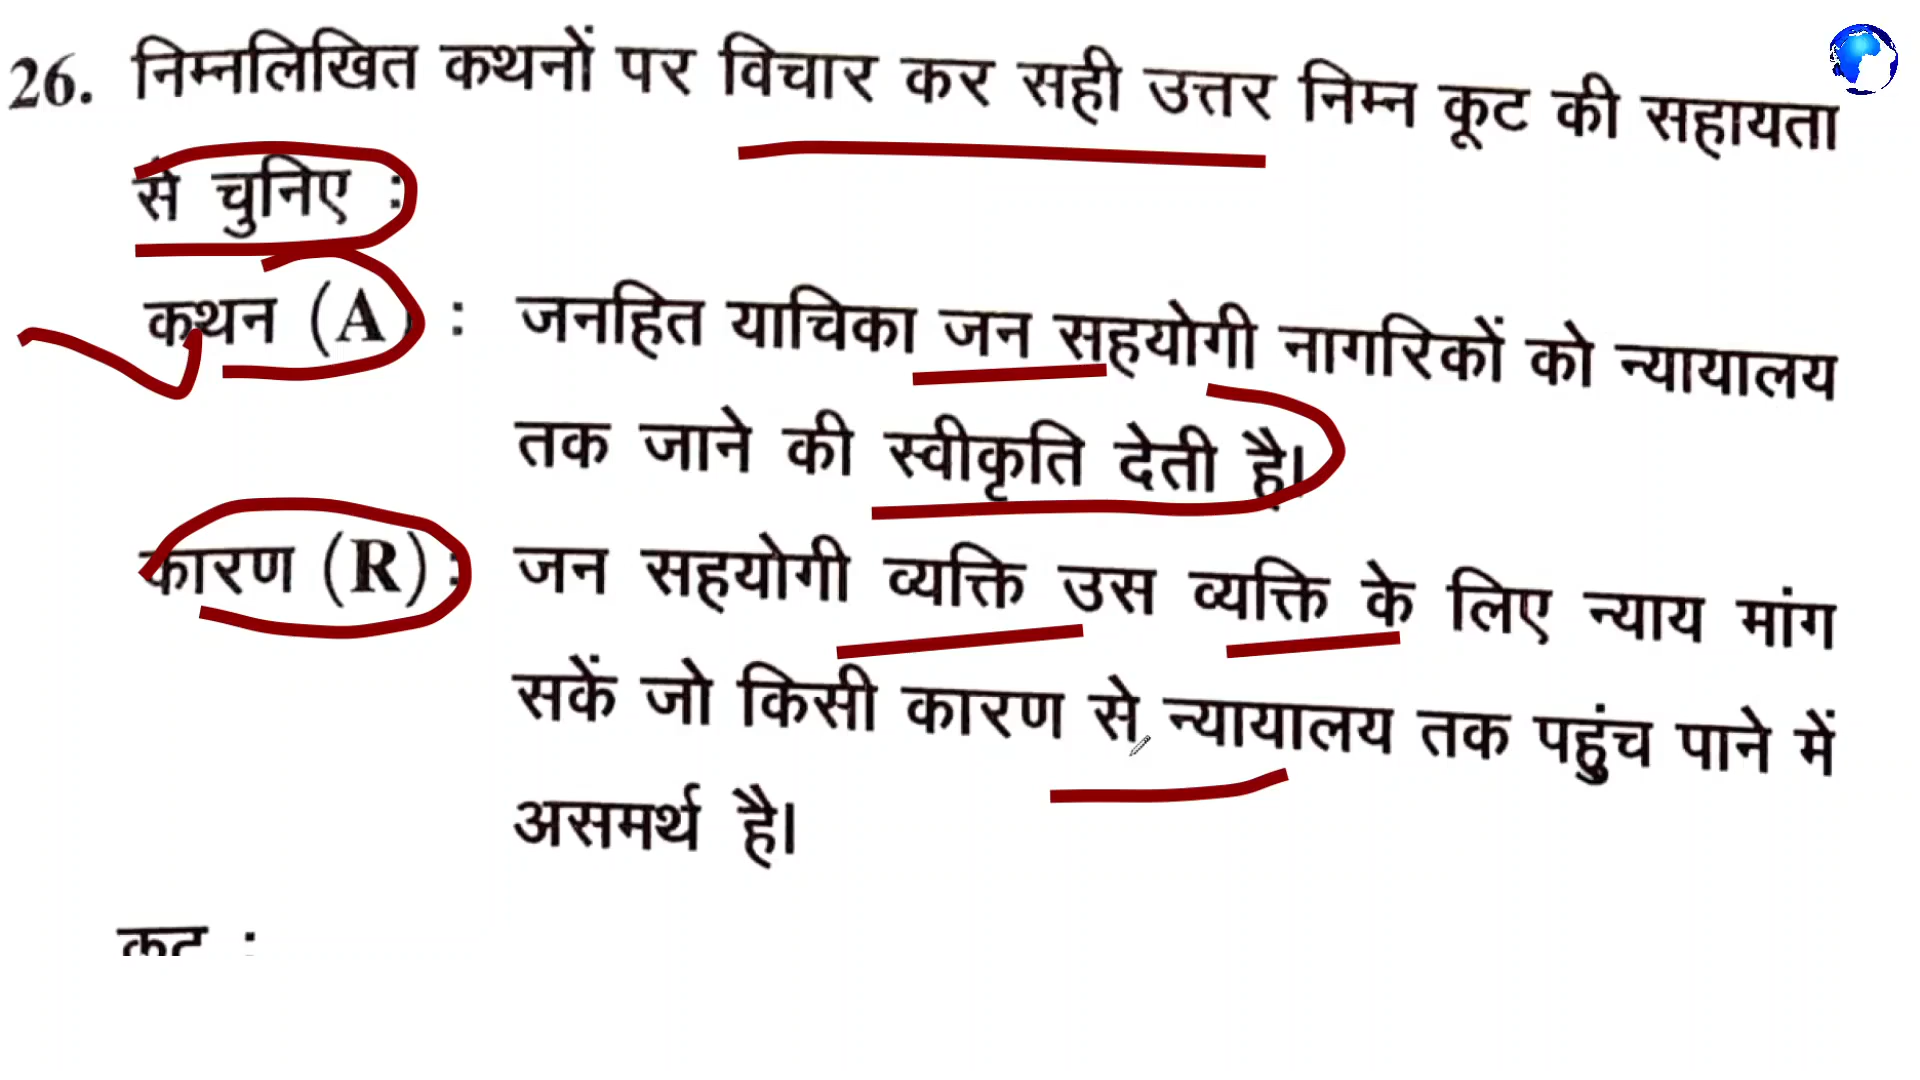 26. निम्नलिखित कथनों पर विचार कर सही उत्तर निम्न कूट की सहायता
से चुनिए :
कथन (A) : जनहित याचिका जन सहयोगी नागरिकों को न्यायालय
तक जाने की स्वीकृति देती है।
कारण (R) : जन सहयोगी व्यक्ति उस व्यक्ति के लिए न्याय मांग
सकें जो किसी कारण से न्यायालय तक पहुंच पाने में
असमर्थ है।
कूट :